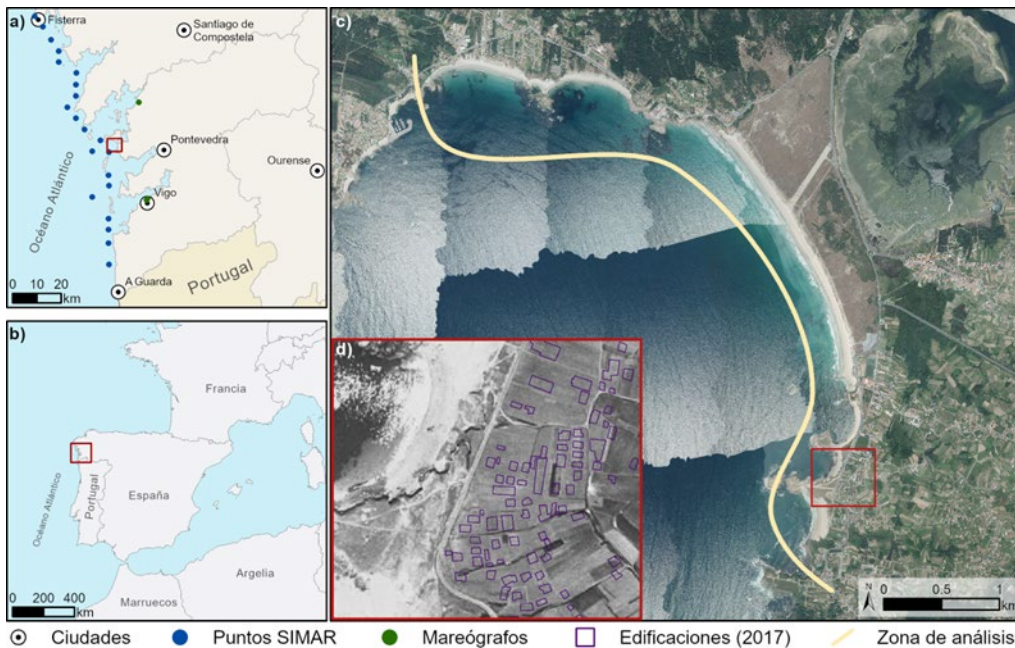 a)
Fisterra
Santiago de
Compostela
Pontevedra
Ourense
Vigo
Océano Atlántico
Portugal
A Guarda
0 10 20
km
b)
Francia
Océano Atlántico
Portugal
España
Argelia
Marruecos
0 200 400
km
c)
d)
N
0 0.5 1
km
Ciudades
Puntos SIMAR
Mareógrafos
Edificaciones (2017)
Zona de análisis